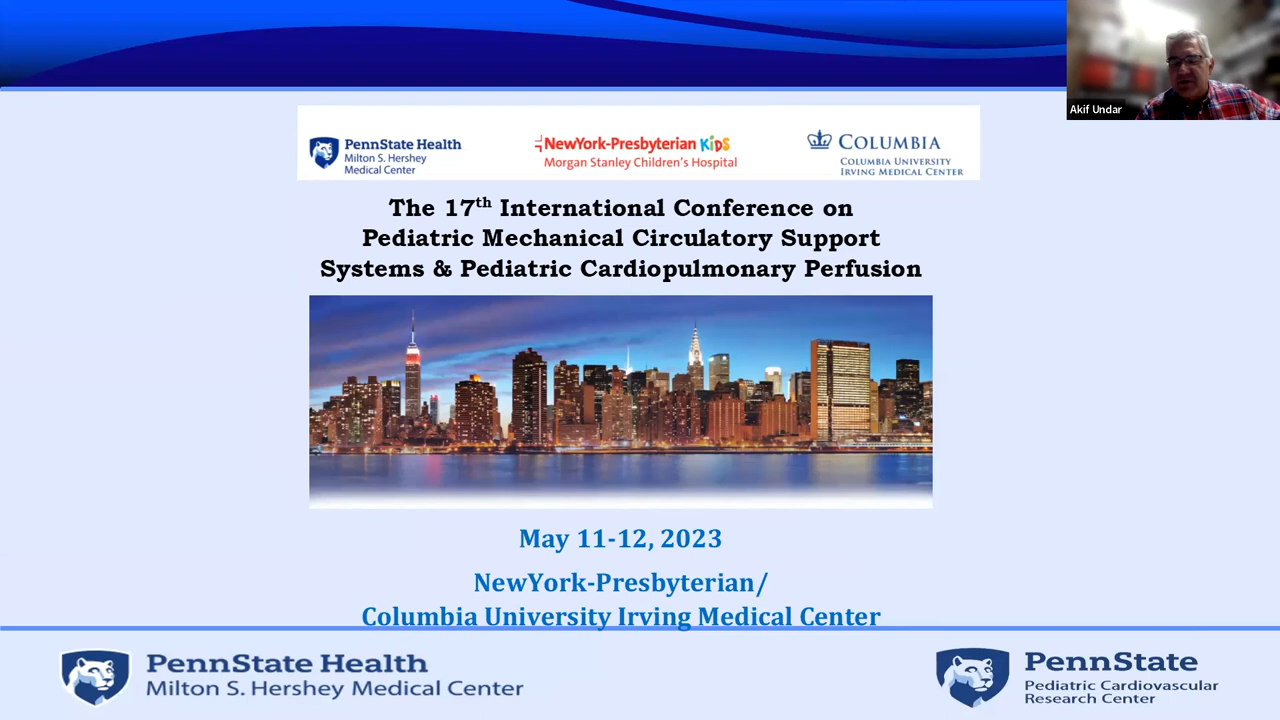 Akif Undar
PennState Health
Milton S. Hershey
Medical Center
NewYork-Presbyterian KiDS
Morgan Stanley Children's Hospital
COLUMBIA
COLUMBIA UNIVERSITY
IRVING MEDICAL CENTER
The 17th International Conference on
Pediatric Mechanical Circulatory Support
Systems & Pediatric Cardiopulmonary Perfusion
May 11-12, 2023
NewYork-Presbyterian/
Columbia University Irving Medical Center
PennState Health
Milton S. Hershey Medical Center
PennState
Pediatric Cardiovascular
Research Center